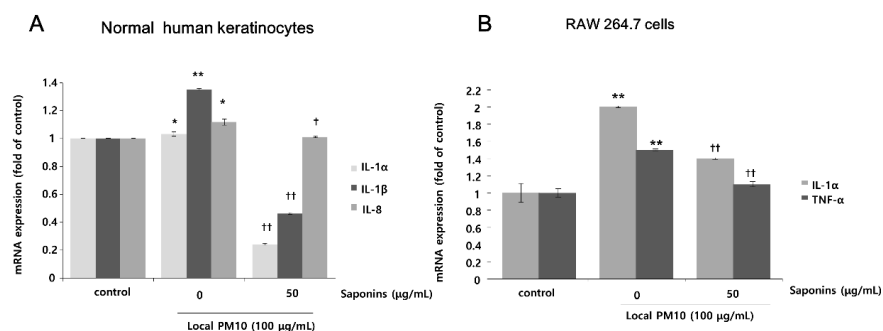 A
Normal human keratinocytes
mRNA expression (fold of control)
1.4
1.2
1
0.8
0.6
0.4
0.2
0
*
**
*
††
††
†
IL-1α
IL-1β
IL-8
control
0
50
Saponins (μg/mL)
Local PM10 (100 μg/mL)
B
RAW 264.7 cells
mRNA expression (fold of control)
2.2
2
1.8
1.6
1.4
1.2
1
0.8
0.6
0.4
0.2
0
**
**
††
††
IL-1α
TNF-α
control
0
50
Saponins (μg/mL)
Local PM10 (100 μg/mL)